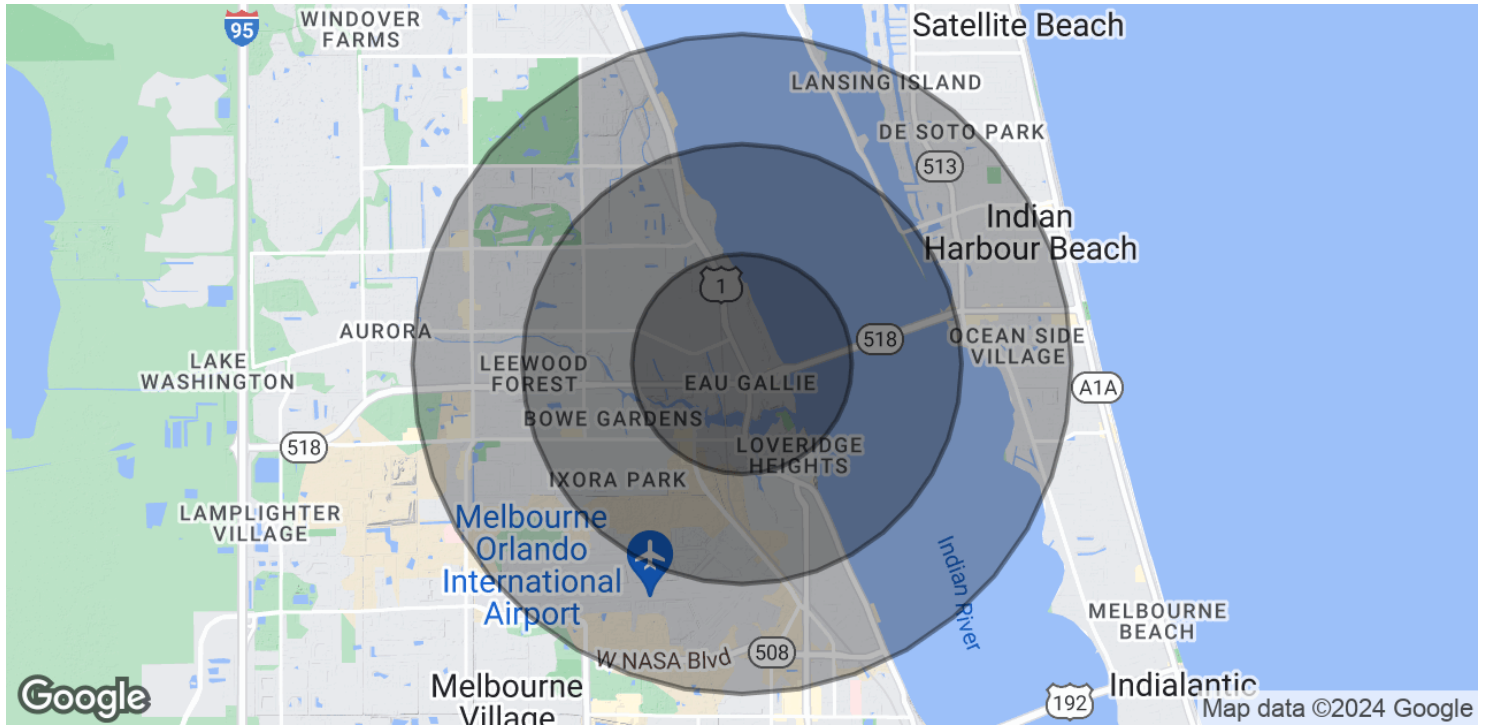 95
WINDOVER
FARMS
Satellite Beach
LANSING ISLAND
DE SOTO PARK
513
Indian
Harbour Beach
1
AURORA
518
OCEAN SIDE
VILLAGE
LAKE
WASHINGTON
LEEWOOD
FOREST
EAU GALLIE
A1A
BOWE GARDENS
518
LOVERIDGE
HEIGHTS
IXORA PARK
LAMPLIGHTER
VILLAGE
Melbourne
Orlando
International
Airport
Indian River
MELBOURNE
BEACH
W NASA Blvd
508
Melbourne
Village
192
Indialantic
Google
Map data ©2024 Google